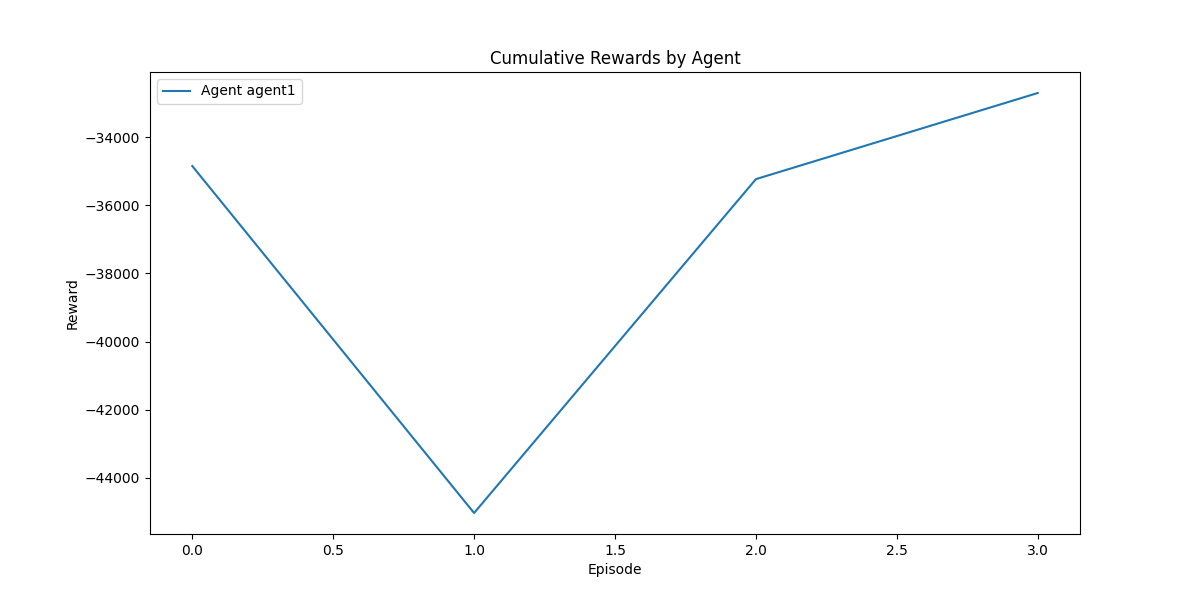 Cumulative Rewards by Agent
Agent agent1
−34000
−36000
−38000
−40000
−42000
−44000
Reward
0.0 0.5 1.0 1.5 2.0 2.5 3.0
Episode